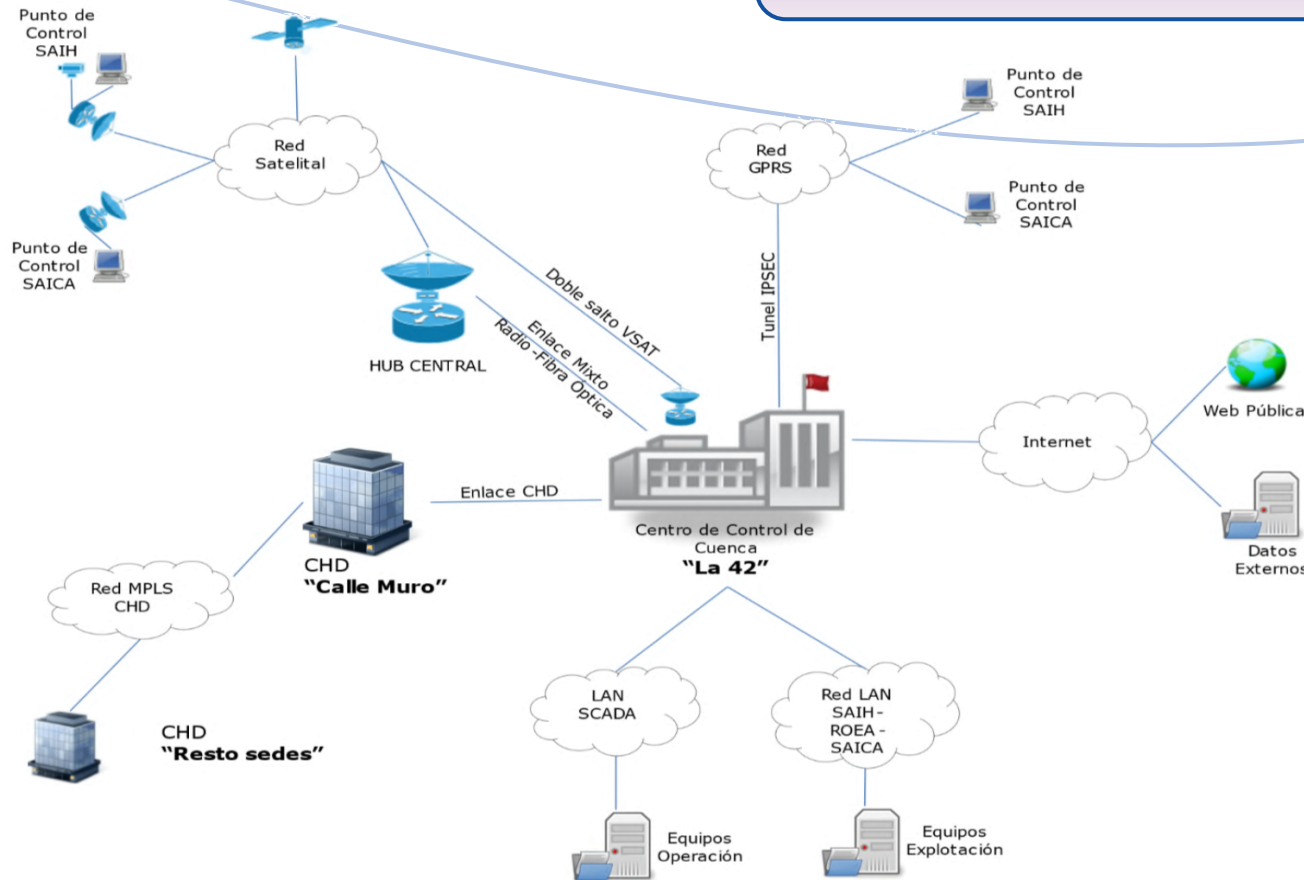 Punto de
Control
SAIH
Red
Satelital
Punto de
Control
SAICA
HUB CENTRAL
Doble salto VSAT
Enlace Mixto
Radio -Fibra Óptica
Red
GPRS
Punto de
Control
SAIH
Punto de
Control
SAICA
Tunel IPSEC
Internet
Web Pública
Datos
Externos
Enlace CHD
Centro de Control de
Cuenca
“La 42”
CHD
“Calle Muro”
Red MPLS
CHD
CHD
“Resto sedes”
LAN
SCADA
Red LAN
SAIH-
ROEA -
SAICA
Equipos
Operación
Equipos
Explotación